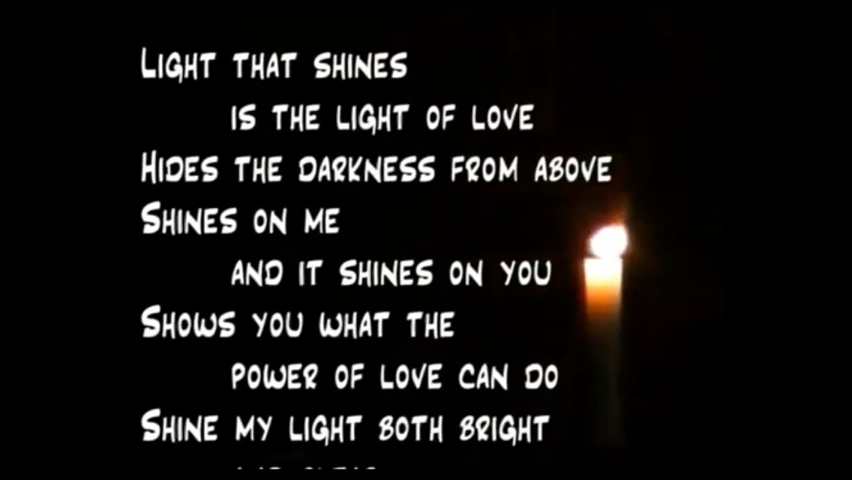 Light that shines
is the light of love
Hides the darkness from above
Shines on me
and it shines on you
Shows you what the
power of love can do
Shine my light both bright